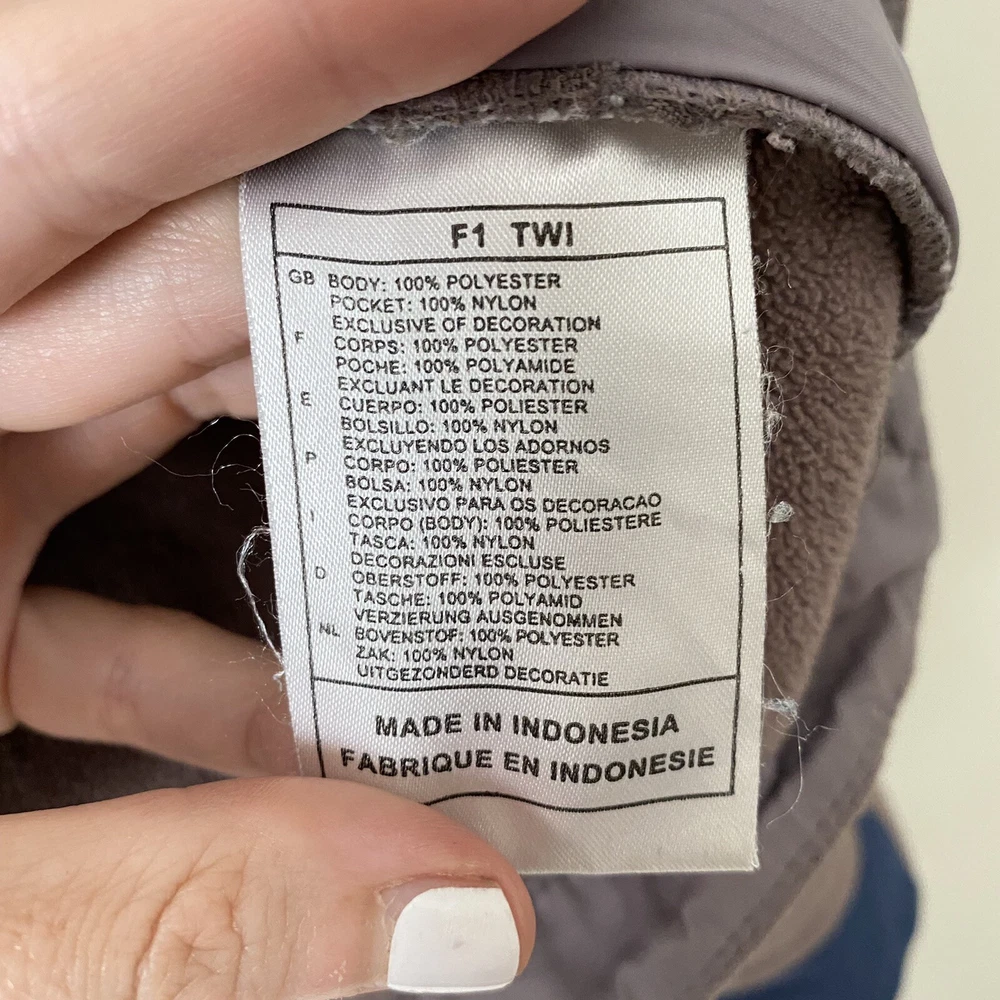 F1 TWI
GB BODY: 100% POLYESTER
POCKET: 100% NYLON
EXCLUSIVE OF DECORATION
F CORPS: 100% POLYESTER
POCHE: 100% POLYAMIDE
EXCLUANT LE DECORATION
E CUERPO: 100% POLIESTER
BOLSILLO: 100% NYLON
EXCLUYENDO LOS ADORNOS
P CORPO: 100% POLIESTER
BOLSA: 100% NYLON
EXCLUSIVO PARA OS DECORACAO
I CORPO (BODY): 100% POLIESTERE
TASCA: 100% NYLON
DECORAZIONI ESCLUSE
D OBERSTOFF: 100% POLYESTER
TASCHE: 100% POLYAMID
VERZIERUNG AUSGENOMMEN
NL BOVENSTOF: 100% POLYESTER
ZAK: 100% NYLON
UITGEZONDERD DECORATIE
MADE IN INDONESIA
FABRIQUE EN INDONESIE